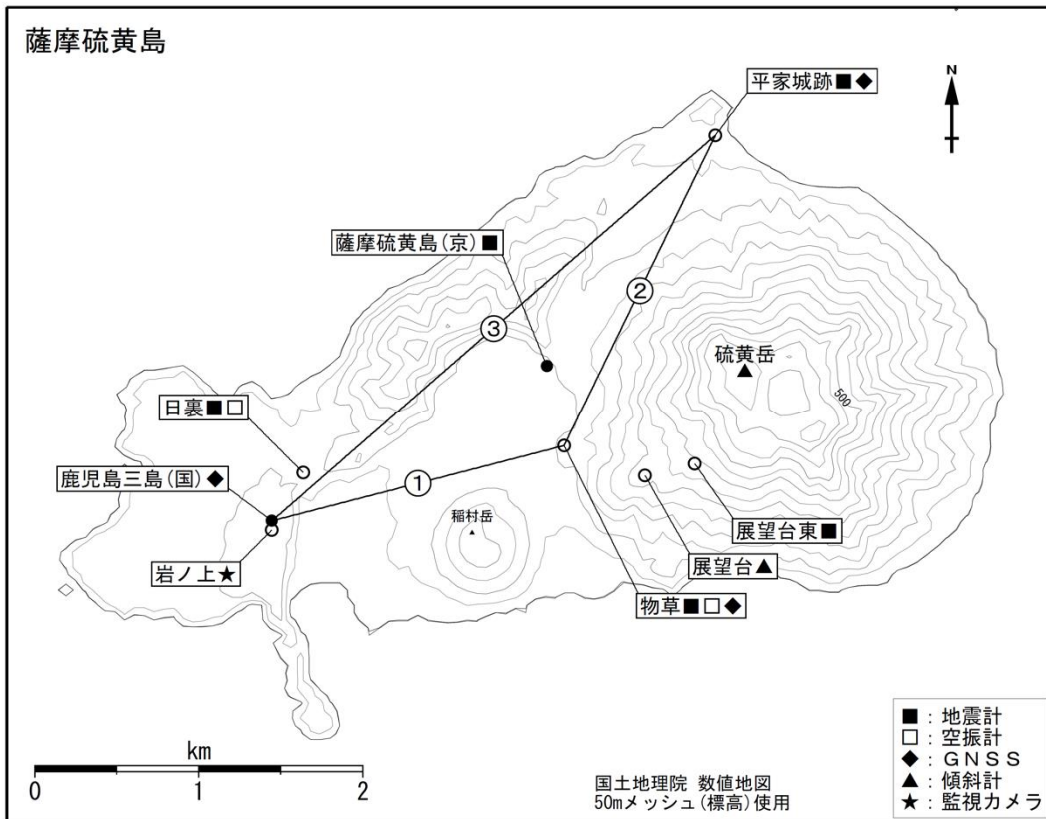 薩摩硫黄島
平家城跡■◆
N
薩摩硫黄島(京)■
②
③
硫黄岳
500
日裏■□
鹿児島三島(国)◆
①
稲村岳
展望台東■
岩ノ上★
展望台▲
物草■□◆
km
0 1 2
国土地理院 数値地図
50mメッシュ(標高)使用
■：地震計
□：空振計
◆：ＧＮＳＳ
▲：傾斜計
★：監視カメラ